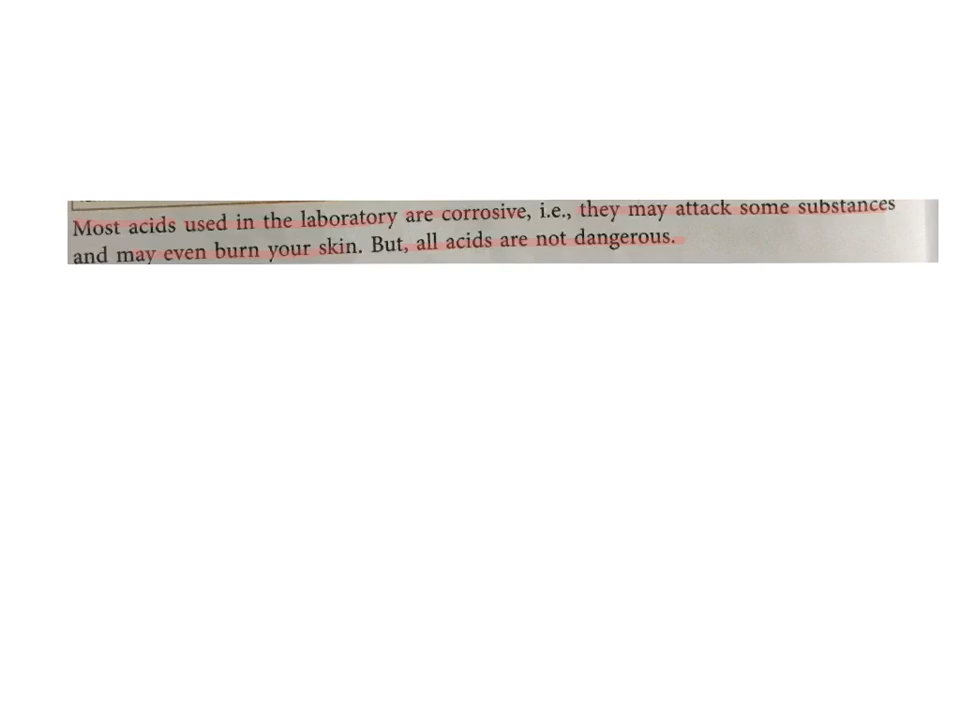 Most acids used in the laboratory are corrosive, i.e., they may attack some substances
and may even burn your skin. But, all acids are not dangerous.